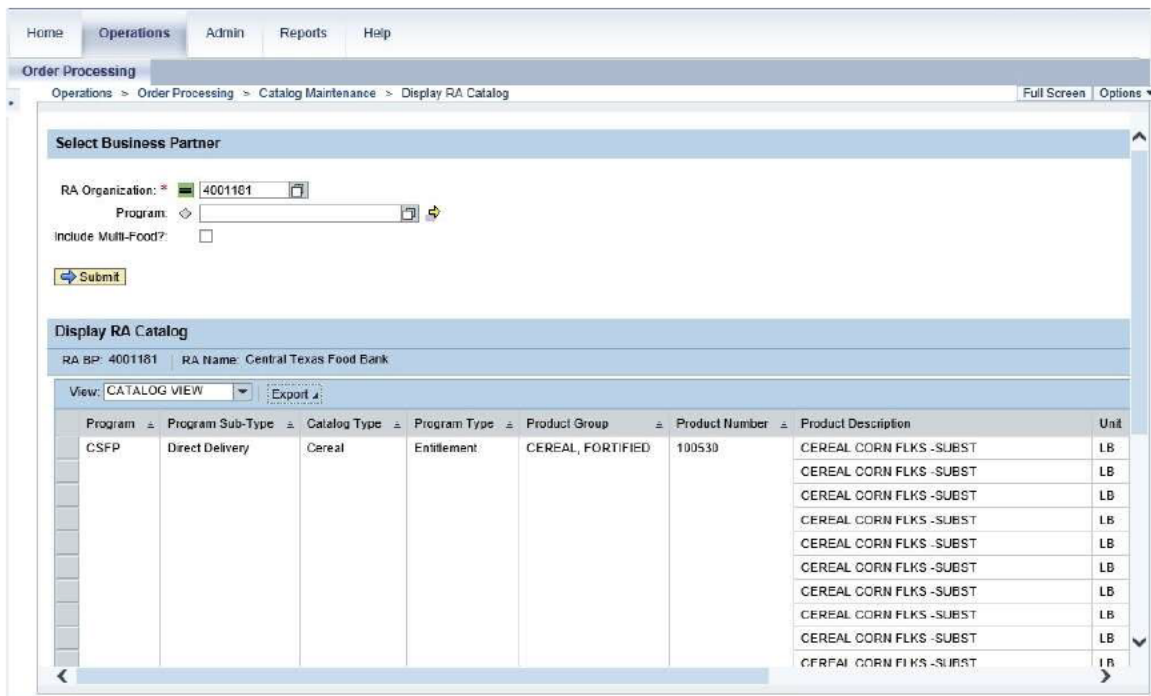 Home Operations Admin Reports Help
Order Processing
Operations > Order Processing > Catalog Maintenance > Display RA Catalog Full Screen Options
Select Business Partner
RA Organization: * 4001181
Program:
Include Multi-Food?:
Submit
Display RA Catalog
RA BP: 4001181 RA Name: Central Texas Food Bank
View: CATALOG VIEW Export
Program Program Sub-Type Catalog Type Program Type Product Group Product Number Product Description Unit
CSFP Direct Delivery Cereal Entitlement CEREAL, FORTIFIED 100530 CEREAL CORN FLKS -SUBST LB
CEREAL CORN FLKS -SUBST LB
CEREAL CORN FLKS -SUBST LB
CEREAL CORN FLKS -SUBST LB
CEREAL CORN FLKS -SUBST LB
CEREAL CORN FLKS -SUBST LB
CEREAL CORN FLKS -SUBST LB
CEREAL CORN FLKS -SUBST LB
CEREAL CORN FLKS -SUBST LB
CEREAL CORN FLKS -SUBST LB